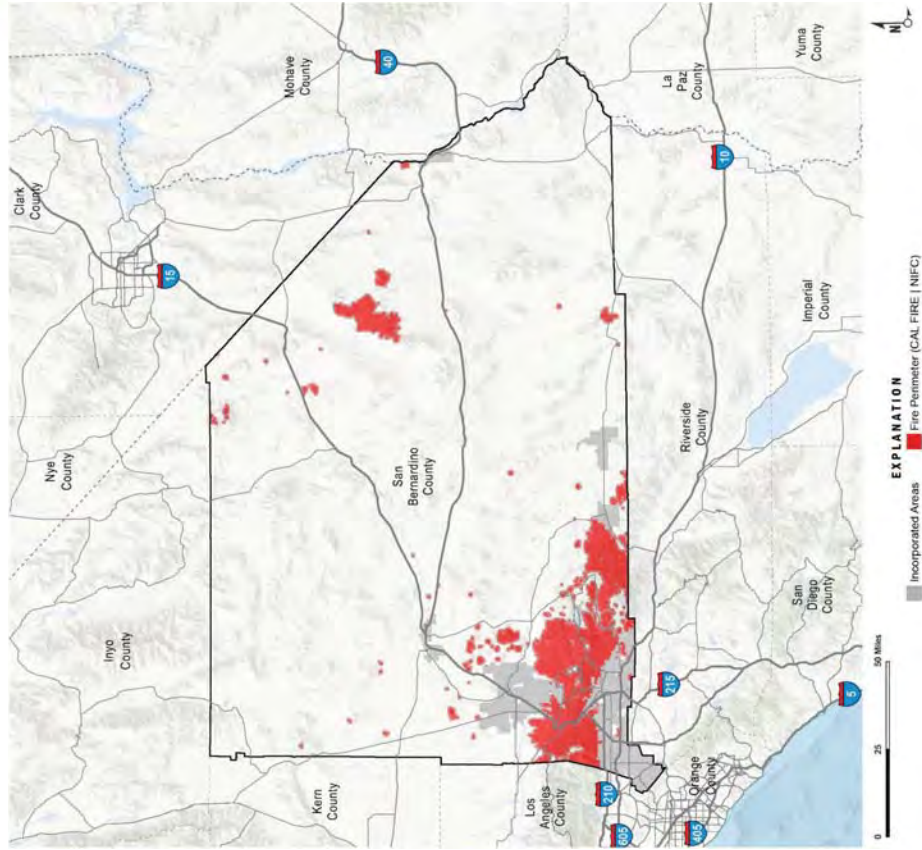 Nye
County
Clark
County
15
Mohave
County
40
Inyo
County
Kern
County
San
Bernardino
County
Los
Angeles
County
210
605
405
Orange
County
215
5
Riverside
County
San
Diego
County
Imperial
County
10
La
Paz
County
Yuma
County
N
0
25
50 Miles
EXPLANATION
Incorporated Areas
Fire Perimeter (CAL FIRE | NIFC)